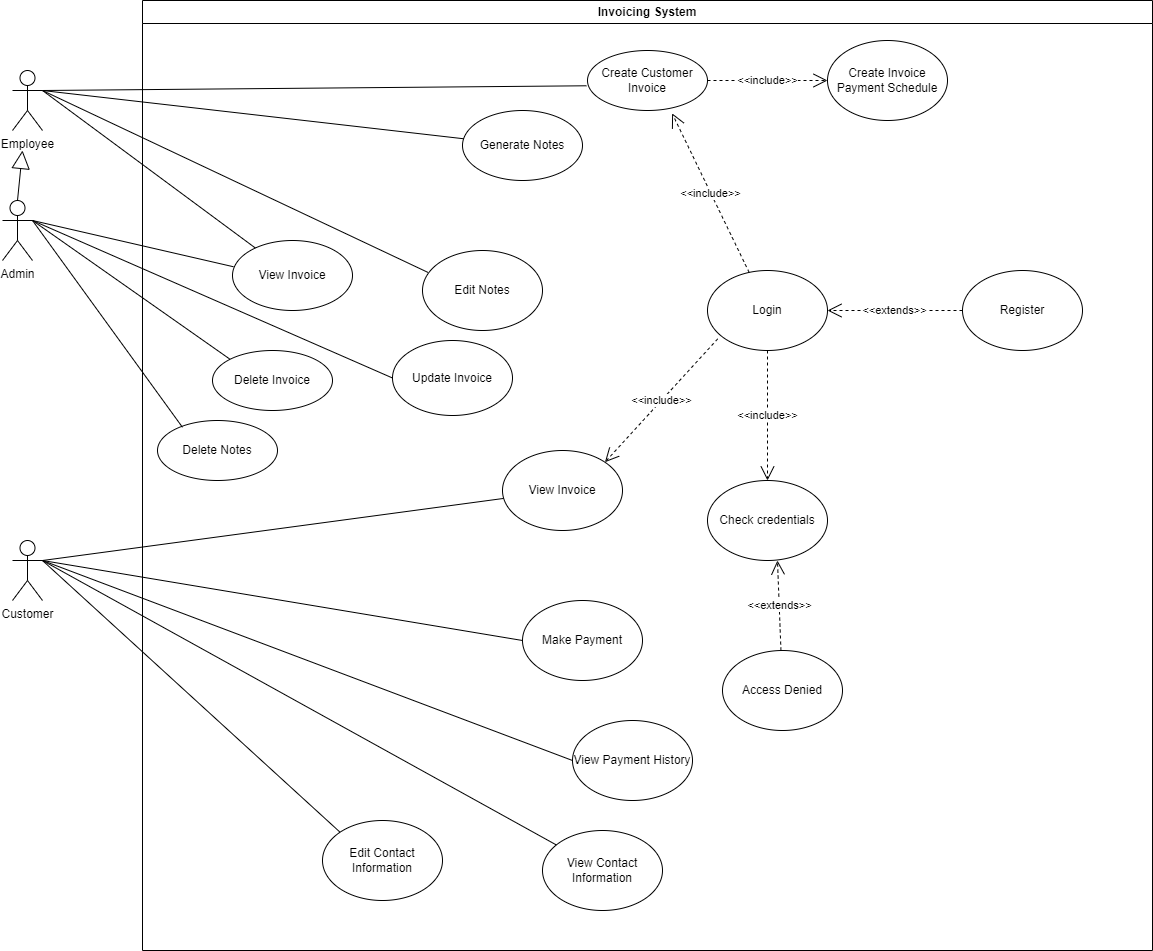 Invoicing System
Create Customer
Invoice
<<include>>
Create Invoice
Payment Schedule
Employee
Generate Notes
<<include>>
Admin
View Invoice
Edit Notes
Login
<<extends>>
Register
Delete Invoice
Update Invoice
<<include>>
<<include>>
Delete Notes
View Invoice
Check credentials
Customer
<<extends>>
Make Payment
Access Denied
View Payment History
Edit Contact
Information
View Contact
Information